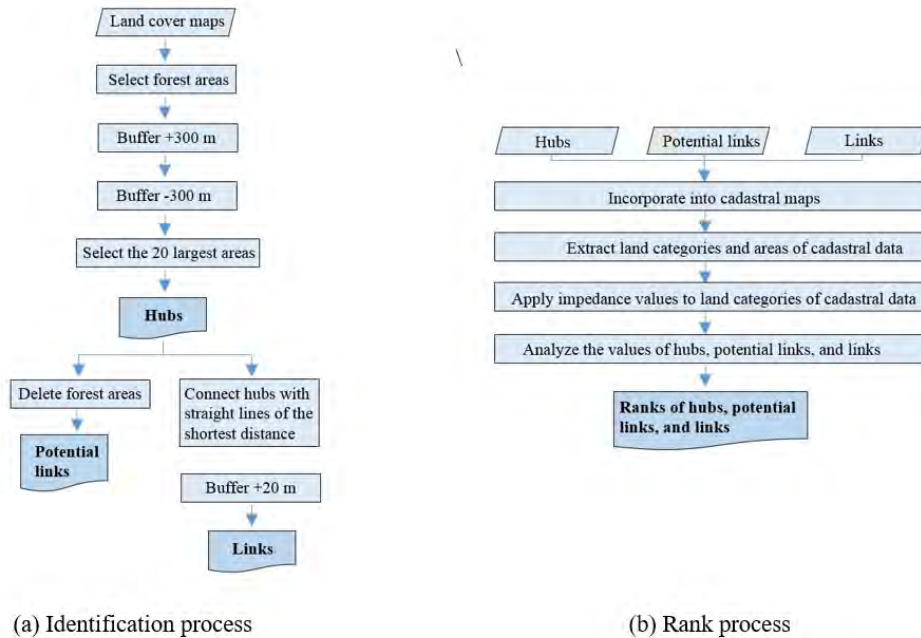 Land cover maps
Select forest areas
Buffer +300 m
Buffer -300 m
Select the 20 largest areas
Hubs
Delete forest areas
Potential
links
Connect hubs with
straight lines of the
shortest distance
Buffer +20 m
Links
(a) Identification process
\
Hubs
Potential links
Links
Incorporate into cadastral maps
Extract land categories and areas of cadastral data
Apply impedance values to land categories of cadastral data
Analyze the values of hubs, potential links, and links
Ranks of hubs, potential
links, and links
(b) Rank process